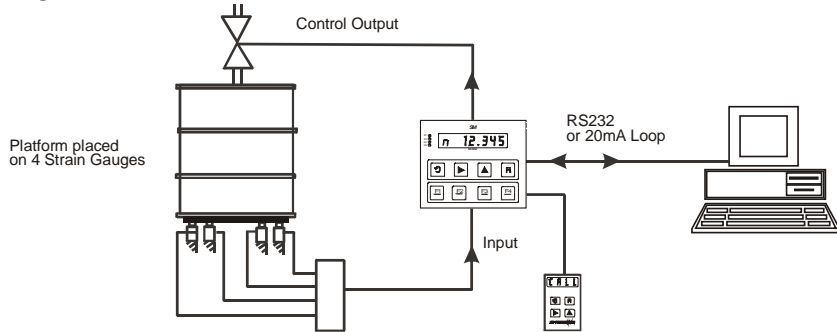 Control Output
Platform placed
on 4 Strain Gauges
RS232
or 20mA Loop
n 12.345
Input
CALL